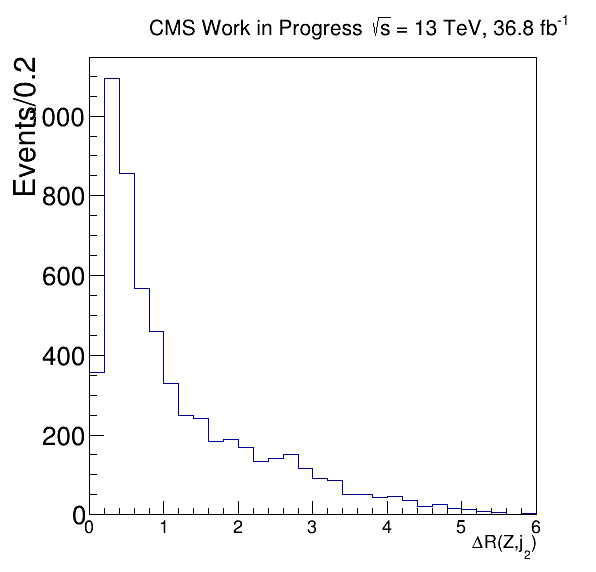 CMS Work in Progress √s = 13 TeV, 36.8 fb⁻¹
Events/0.2
1000
800
600
400
200
0
0 1 2 3 4 5 6
ΔR(Z,j₂)